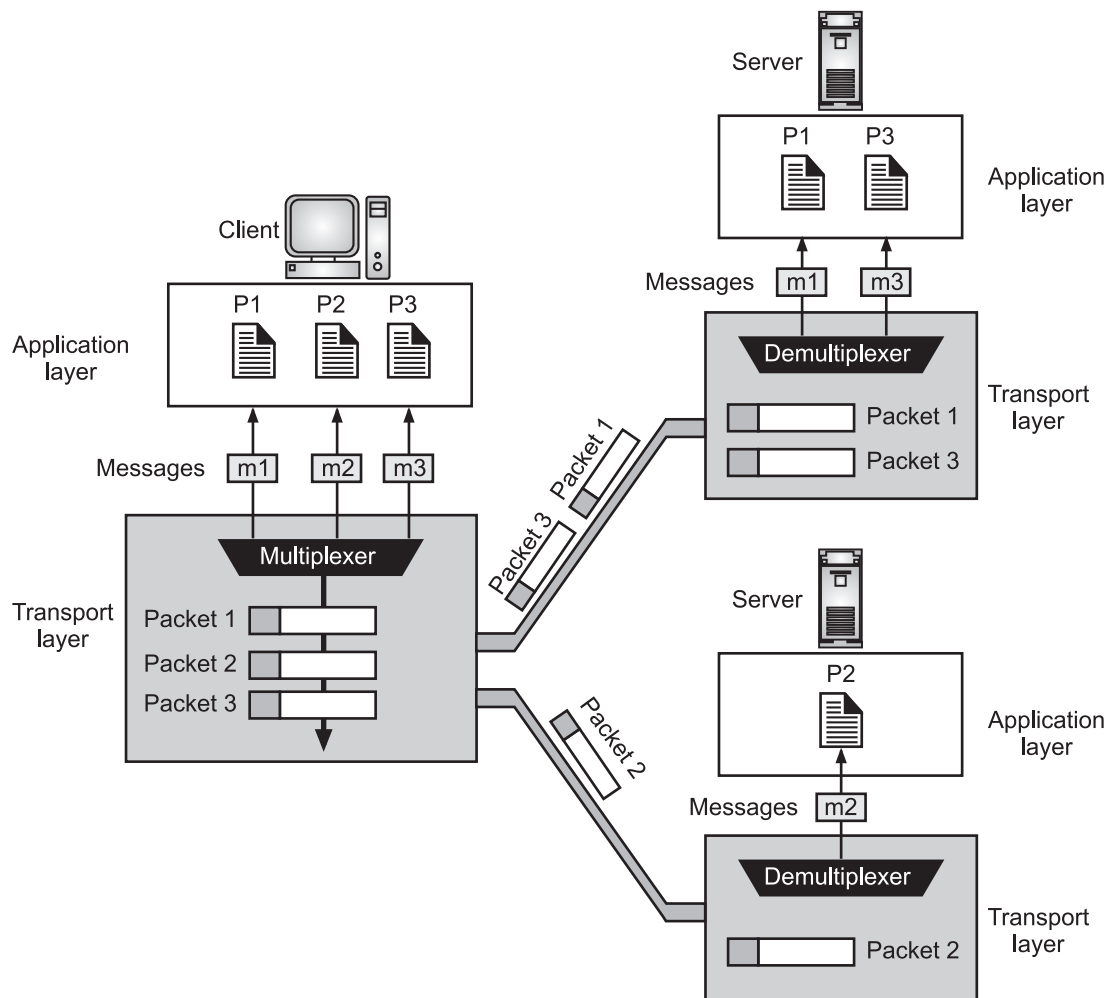 Client
P1 P2 P3
Application
layer
Messages
m1 m2 m3
Multiplexer
Transport
layer
Packet 1
Packet 2
Packet 3
Packet 1
Packet 3
Packet 2
Server
P1 P3
Application
layer
Messages
m1 m3
Demultiplexer
Transport
layer
Packet 1
Packet 3
Server
P2
Application
layer
Messages
m2
Demultiplexer
Transport
layer
Packet 2